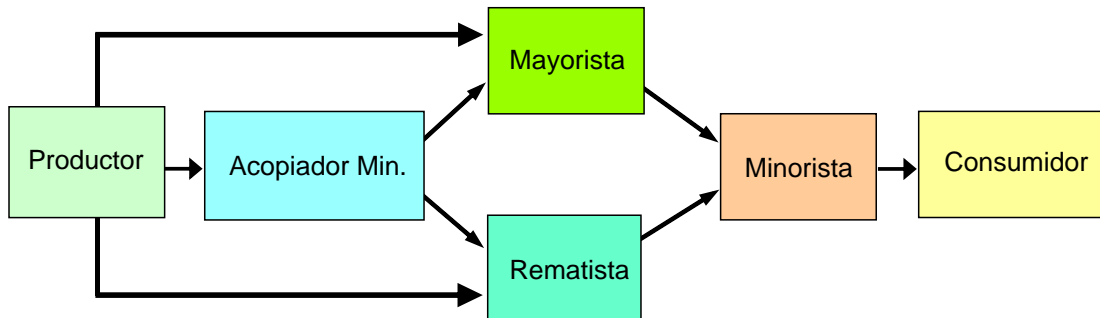 Mayorista
Productor
Acopiador Min.
Minorista
Consumidor
Rematista